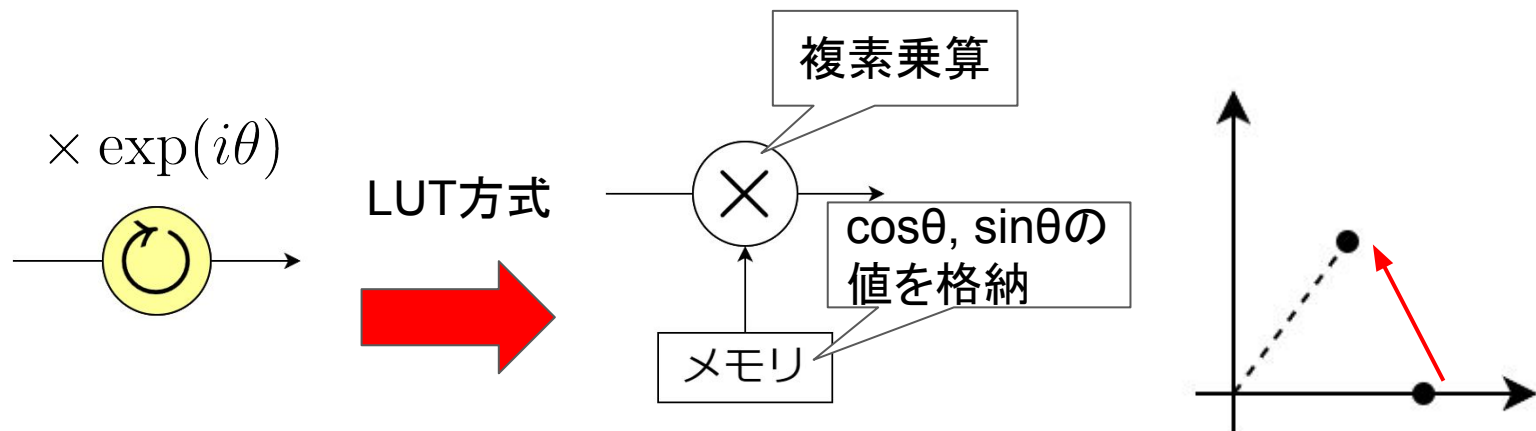 × exp(iθ)
LUT方式
複素乗算
×
cosθ, sinθの
値を格納
メモリ